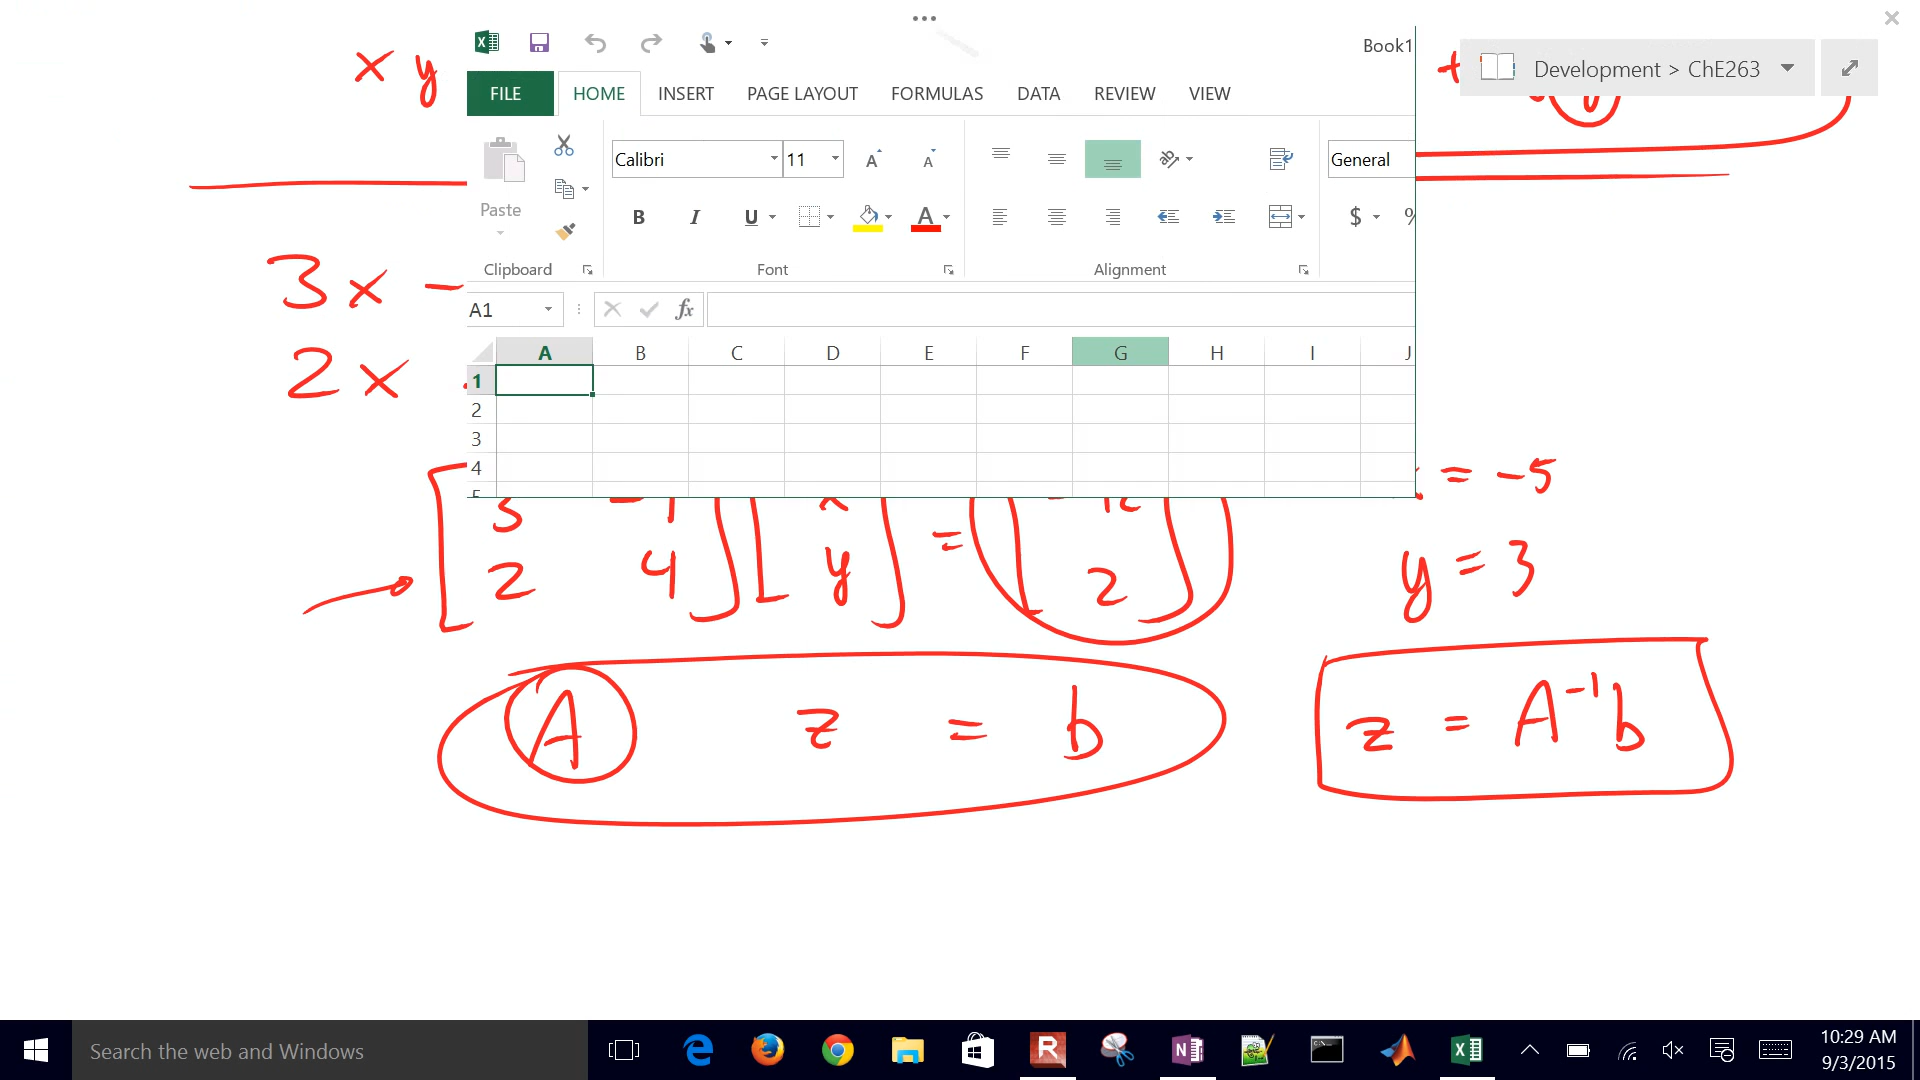 x y
Book1
Development > ChE263
FILE HOME INSERT PAGE LAYOUT FORMULAS DATA REVIEW VIEW
Calibri 11 General
Paste
B I U A $ %
Clipboard Font Alignment
A1 fx
A B C D E F G H I J
1
2
3
4
3x -
2x
= -5
2 4 y = 2
y = 3
A z = b
z = A⁻¹b
Search the web and Windows
10:29 AM
9/3/2015